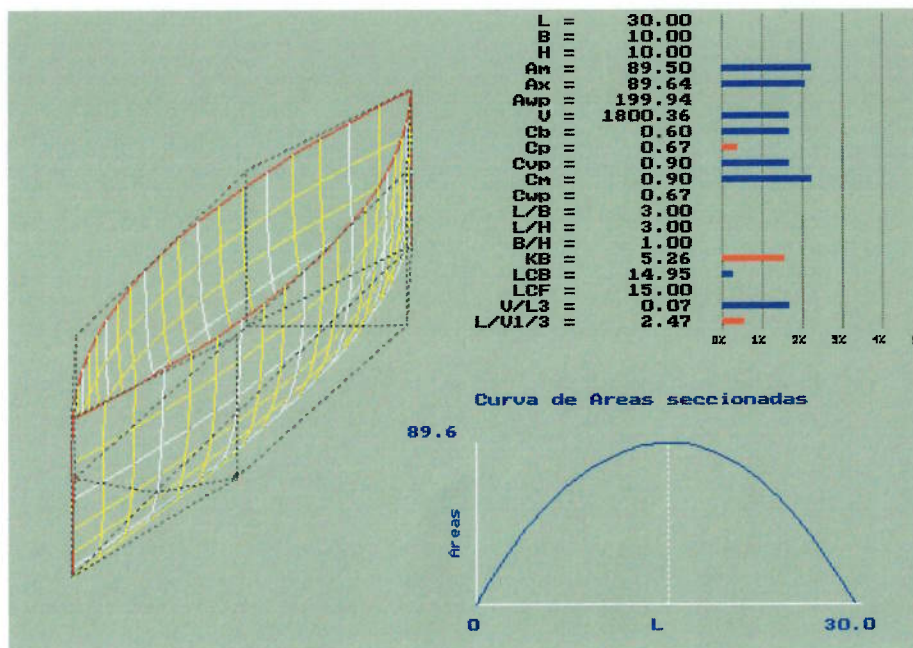 L = 30.00
B = 10.00
H = 10.00
Am = 89.50
Ax = 89.64
Awp = 199.94
V = 1800.36
Cb = 0.60
Cp = 0.67
Cvp = 0.90
Cm = 0.90
Cwp = 0.67
L/B = 3.00
L/H = 3.00
B/H = 1.00
KB = 5.26
LCB = 14.95
LCF = 15.00
V/L3 = 0.07
L/V1/3 = 2.47
0% 1% 2% 3% 4%
Curva de Areas seccionadas
89.6
Areas
0 L 30.0